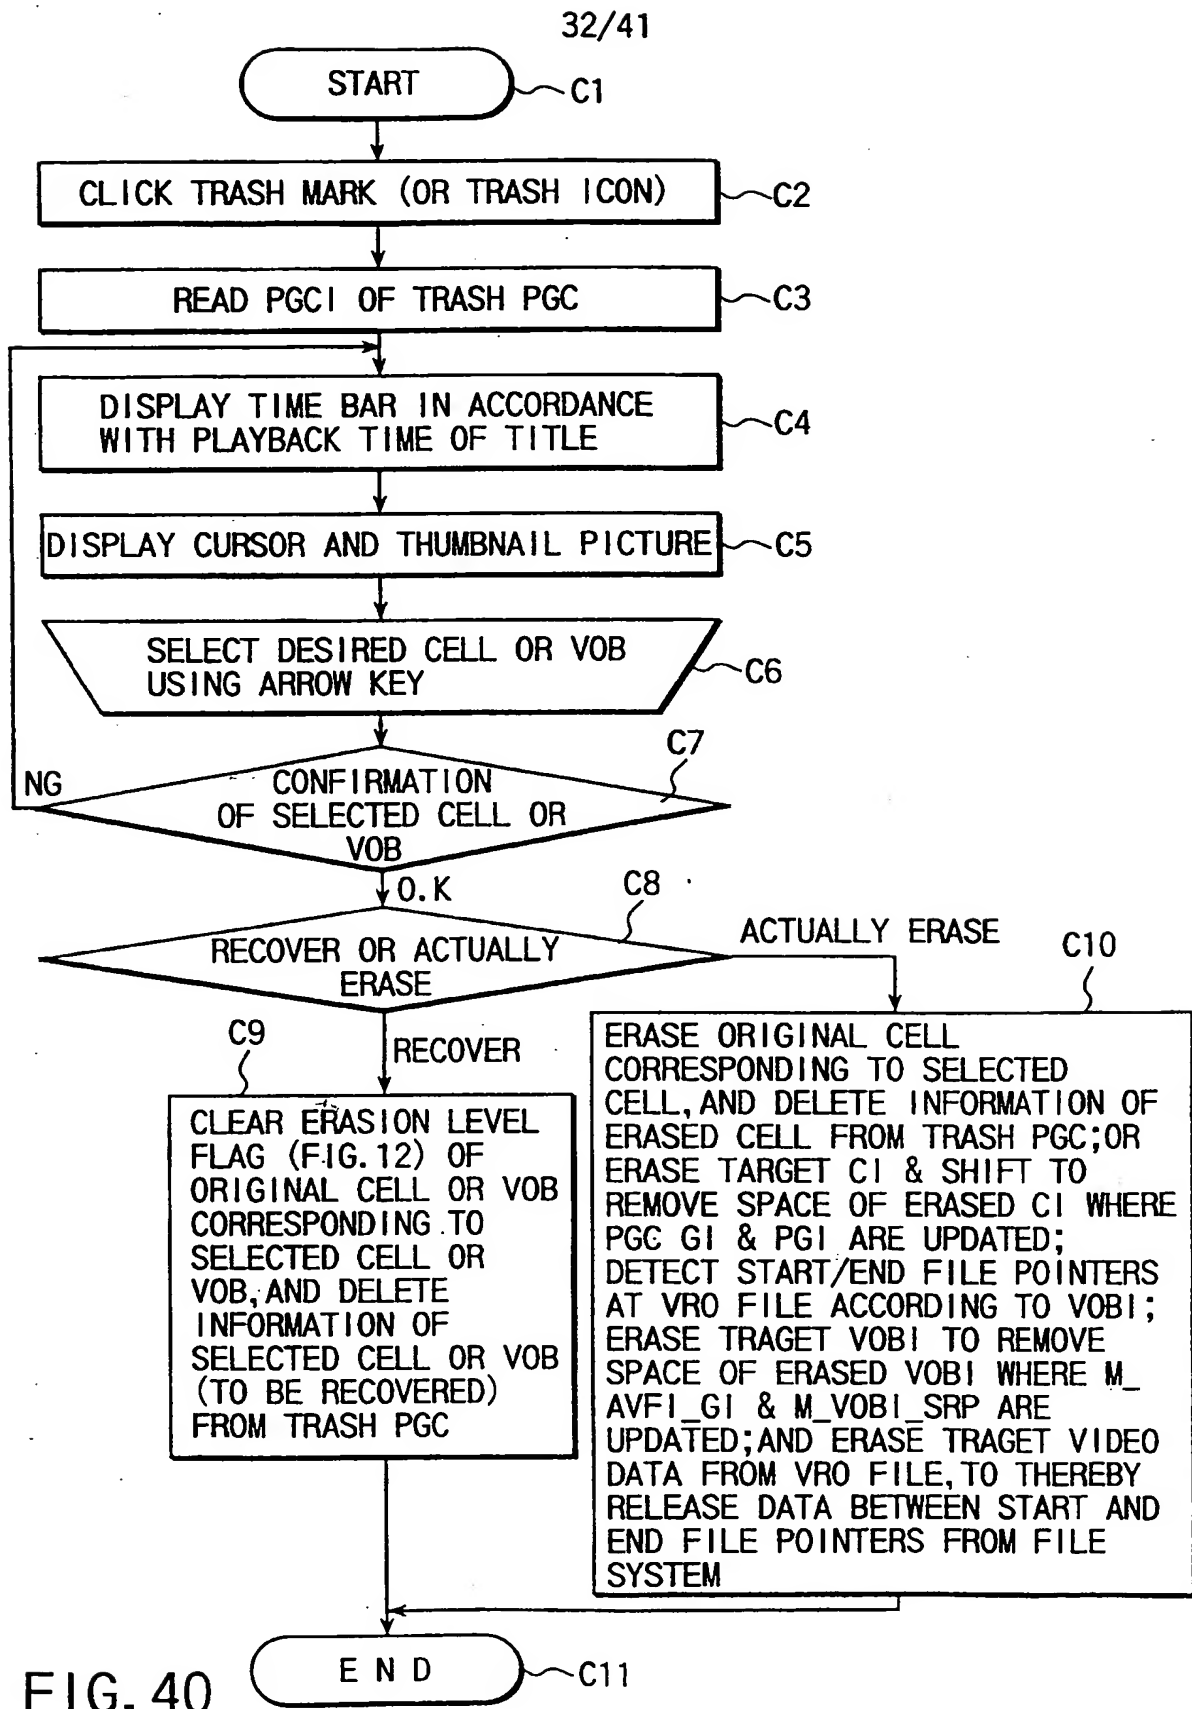 32/41
START
C1
CLICK TRASH MARK (OR TRASH ICON)
C2
READ PGCI OF TRASH PGC
C3
DISPLAY TIME BAR IN ACCORDANCE
WITH PLAYBACK TIME OF TITLE
C4
DISPLAY CURSOR AND THUMBNAIL PICTURE
C5
SELECT DESIRED CELL OR VOB
USING ARROW KEY
C6
C7
NG
CONFIRMATION
OF SELECTED CELL OR
VOB
O.K
C8
RECOVER OR ACTUALLY
ERASE
ACTUALLY ERASE
C10
C9
RECOVER
CLEAR ERASION LEVEL
FLAG (FIG.12) OF
ORIGINAL CELL OR VOB
CORRESPONDING TO
SELECTED CELL OR
VOB, AND DELETE
INFORMATION OF
SELECTED CELL OR VOB
(TO BE RECOVERED)
FROM TRASH PGC
ERASE ORIGINAL CELL
CORRESPONDING TO SELECTED
CELL, AND DELETE INFORMATION OF
ERASED CELL FROM TRASH PGC;OR
ERASE TARGET CI & SHIFT TO
REMOVE SPACE OF ERASED CI WHERE
PGC GI & PGI ARE UPDATED;
DETECT START/END FILE POINTERS
AT VRO FILE ACCORDING TO VOBI;
ERASE TRAGET VOBI TO REMOVE
SPACE OF ERASED VOBI WHERE M_
AVFI_GI & M_VOBI_SRP ARE
UPDATED;AND ERASE TRAGET VIDEO
DATA FROM VRO FILE, TO THEREBY
RELEASE DATA BETWEEN START AND
END FILE POINTERS FROM FILE
SYSTEM
END
C11
FIG. 40